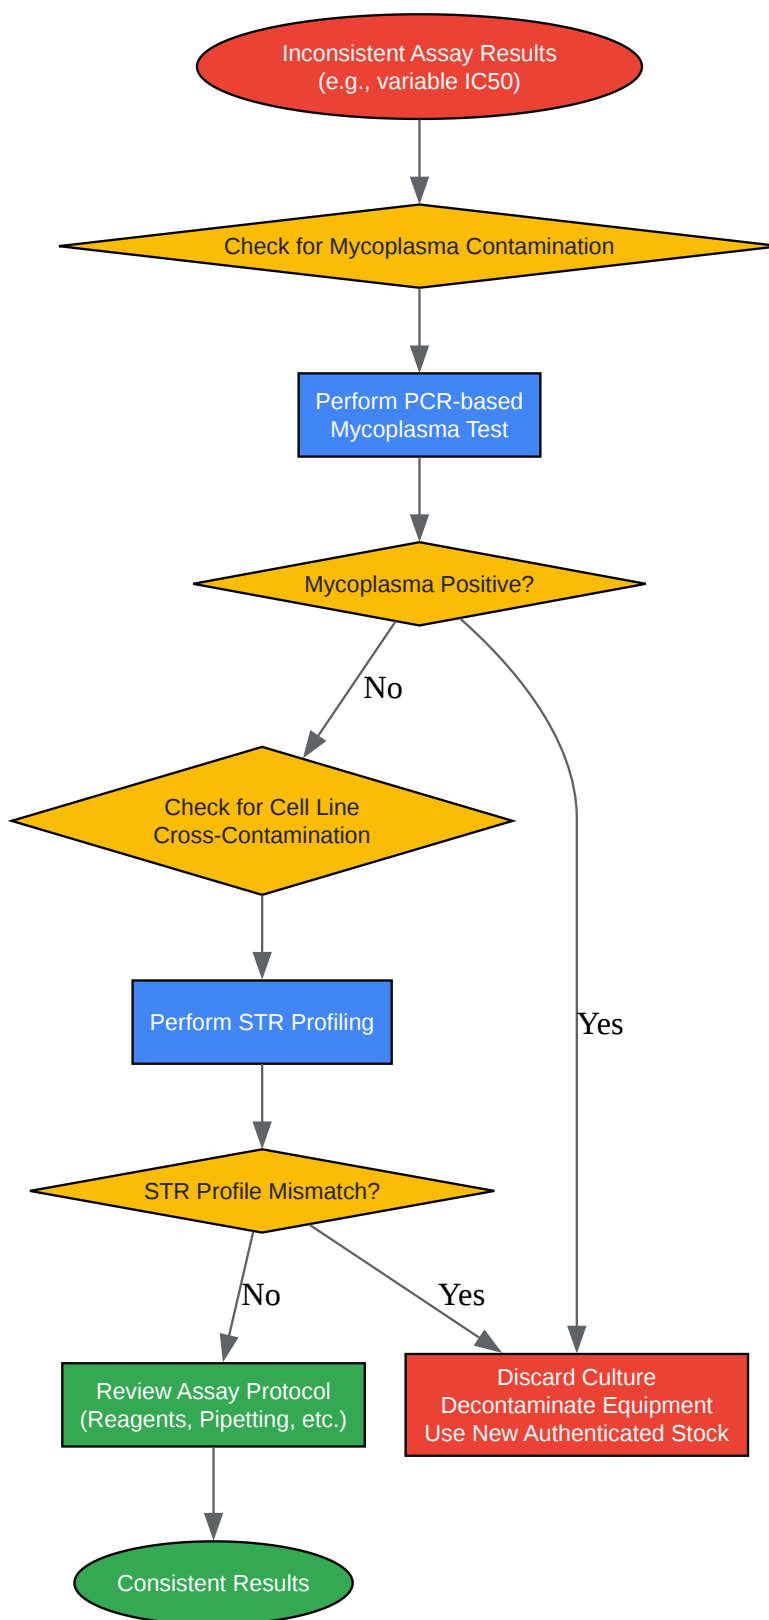 Inconsistent Assay Results
(e.g., variable IC50)
Check for Mycoplasma Contamination
Perform PCR-based
Mycoplasma Test
Mycoplasma Positive?
No
Check for Cell Line
Cross-Contamination
Perform STR Profiling
Yes
STR Profile Mismatch?
No
Yes
Review Assay Protocol
(Reagents, Pipetting, etc.)
Discard Culture
Decontaminate Equipment
Use New Authenticated Stock
Consistent Results